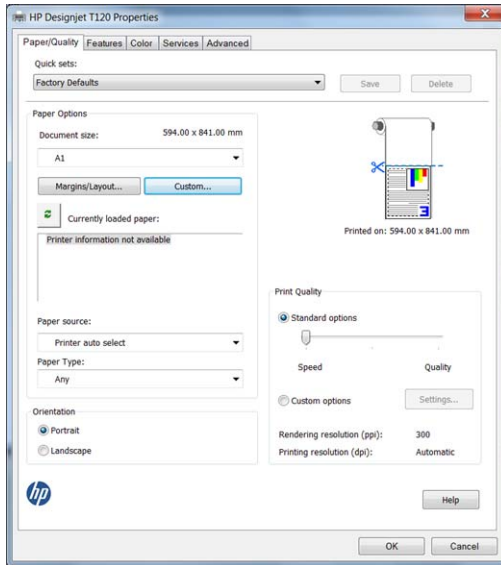 HP Designjet T120 Properties
Paper/Quality Features Color Services Advanced
Quick sets:
Factory Defaults
Save Delete
Paper Options
Document size: 594.00 x 841.00 mm
A1
Margins/Layout... Custom...
Currently loaded paper:
Printer information not available
Paper source:
Printer auto select
Paper Type:
Any
Orientation
Portrait
Landscape
3
Printed on: 594.00 x 841.00 mm
Print Quality
Standard options
Speed Quality
Custom options Settings...
Rendering resolution (ppi): 300
Printing resolution (dpi): Automatic
hp
Help
OK Cancel